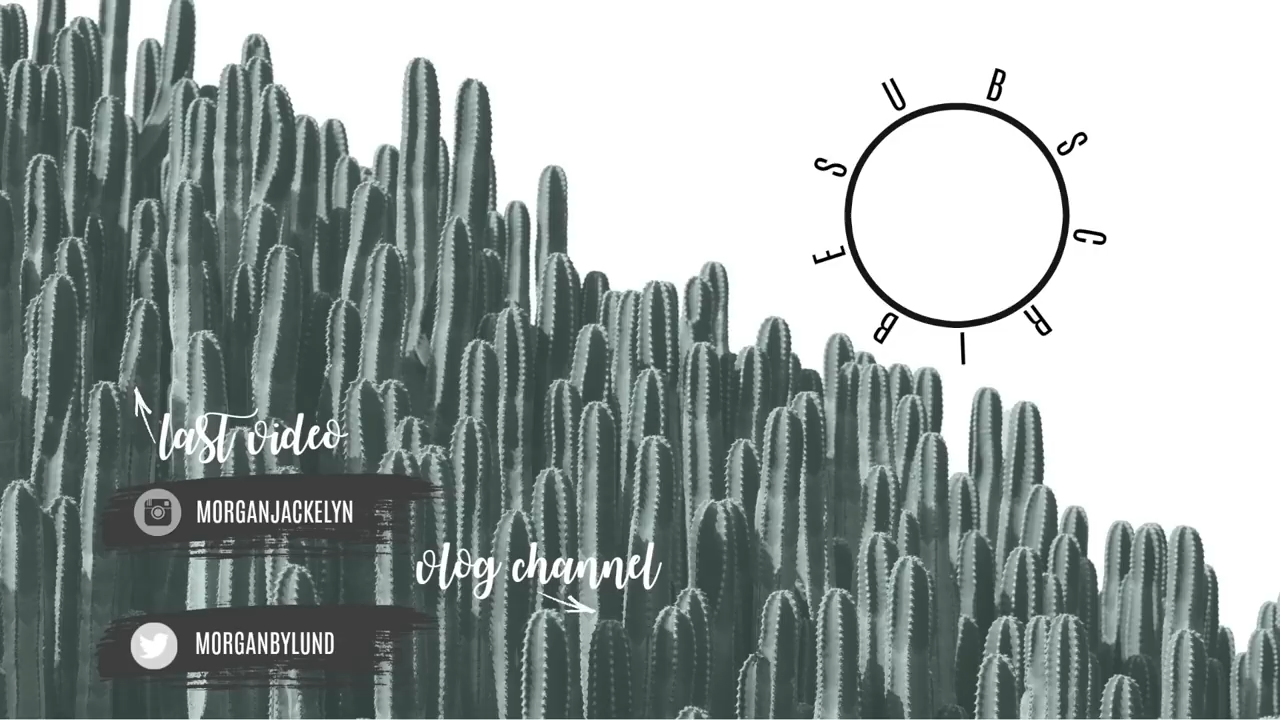 SUBSCRIBE
last video
MORGANJACKELYN
vlog channel
MORGANBYLUND